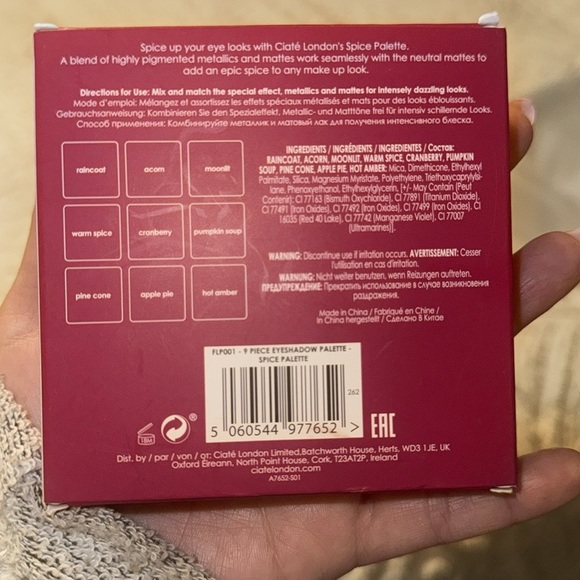 Spice up your eye looks with Ciaté London's Spice Palette.
A blend of highly pigmented metallics and mattes work seamlessly with the neutral mattes to
add an epic spice to any make up look.
Directions for Use: Mix and match the special effect, metallics and mattes for intensely dazzling looks.
Mode d'emploi: Mélangez et assortissez les effets spéciaux métallisés et mats pour des looks éblouissants.
Gebrauchsanweisung: Kombinieren Sie den Spezialeffekt, Metallic- und Matttöne frei für intensiv schillernde Looks.
Способ применения: Комбинируйте металлик и матовый лак для получения интенсивного блеска.
raincoat
acorn
moonlit
warm spice
cranberry
pumpkin soup
pine cone
apple pie
hot amber
INGREDIENTS / INGRÉDIENTS / INGREDIENTES / Состав:
RAINCOAT, ACORN, MOONLIT, WARM SPICE, CRANBERRY, PUMPKIN
SOUP, PINE CONE, APPLE PIE, HOT AMBER: Mica, Dimethicone, Ethylhexyl
Palmitate, Silica, Magnesium Myristate, Polyethylene, Triethoxycaprylylsi-
lane, Phenoxyethanol, Ethylhexylglycerin, [+/- May Contain (Peut
Contenir) CI 77163 (Bismuth Oxychloride), CI 77891 (Titanium Dioxide),
CI 77491 (Iron Oxides), CI 77492 (Iron Oxides), CI 77499 (Iron Oxides), CI
16035 (Red 40 Lake), CI 77742 (Manganese Violet), CI 77007
(Ultramarines)].
WARNING: Discontinue use if irritation occurs. AVERTISSEMENT: Cesser
l'utilisation en cas d'irritation.
WARNUNG: Nicht weiter benutzen, wenn Reizungen auftreten.
ПРЕДУПРЕЖДЕНИЕ: Прекратить использование в случае возникновения
раздражения.
Made in China / Fabriqué en Chine /
In China hergestellt / Сделано В Китае
FLP001 - 9 PIECE EYESHADOW PALETTE -
SPICE PALETTE
262
5 060544 977652 >
18M
®
EAC
Dist. by / par / von / от: Ciaté London Limited, Batchworth House, Herts, WD3 1JE, UK
Oxford Eireann, North Point House, Cork, T23AT2P, Ireland
ciatelondon.com
A7652-S01